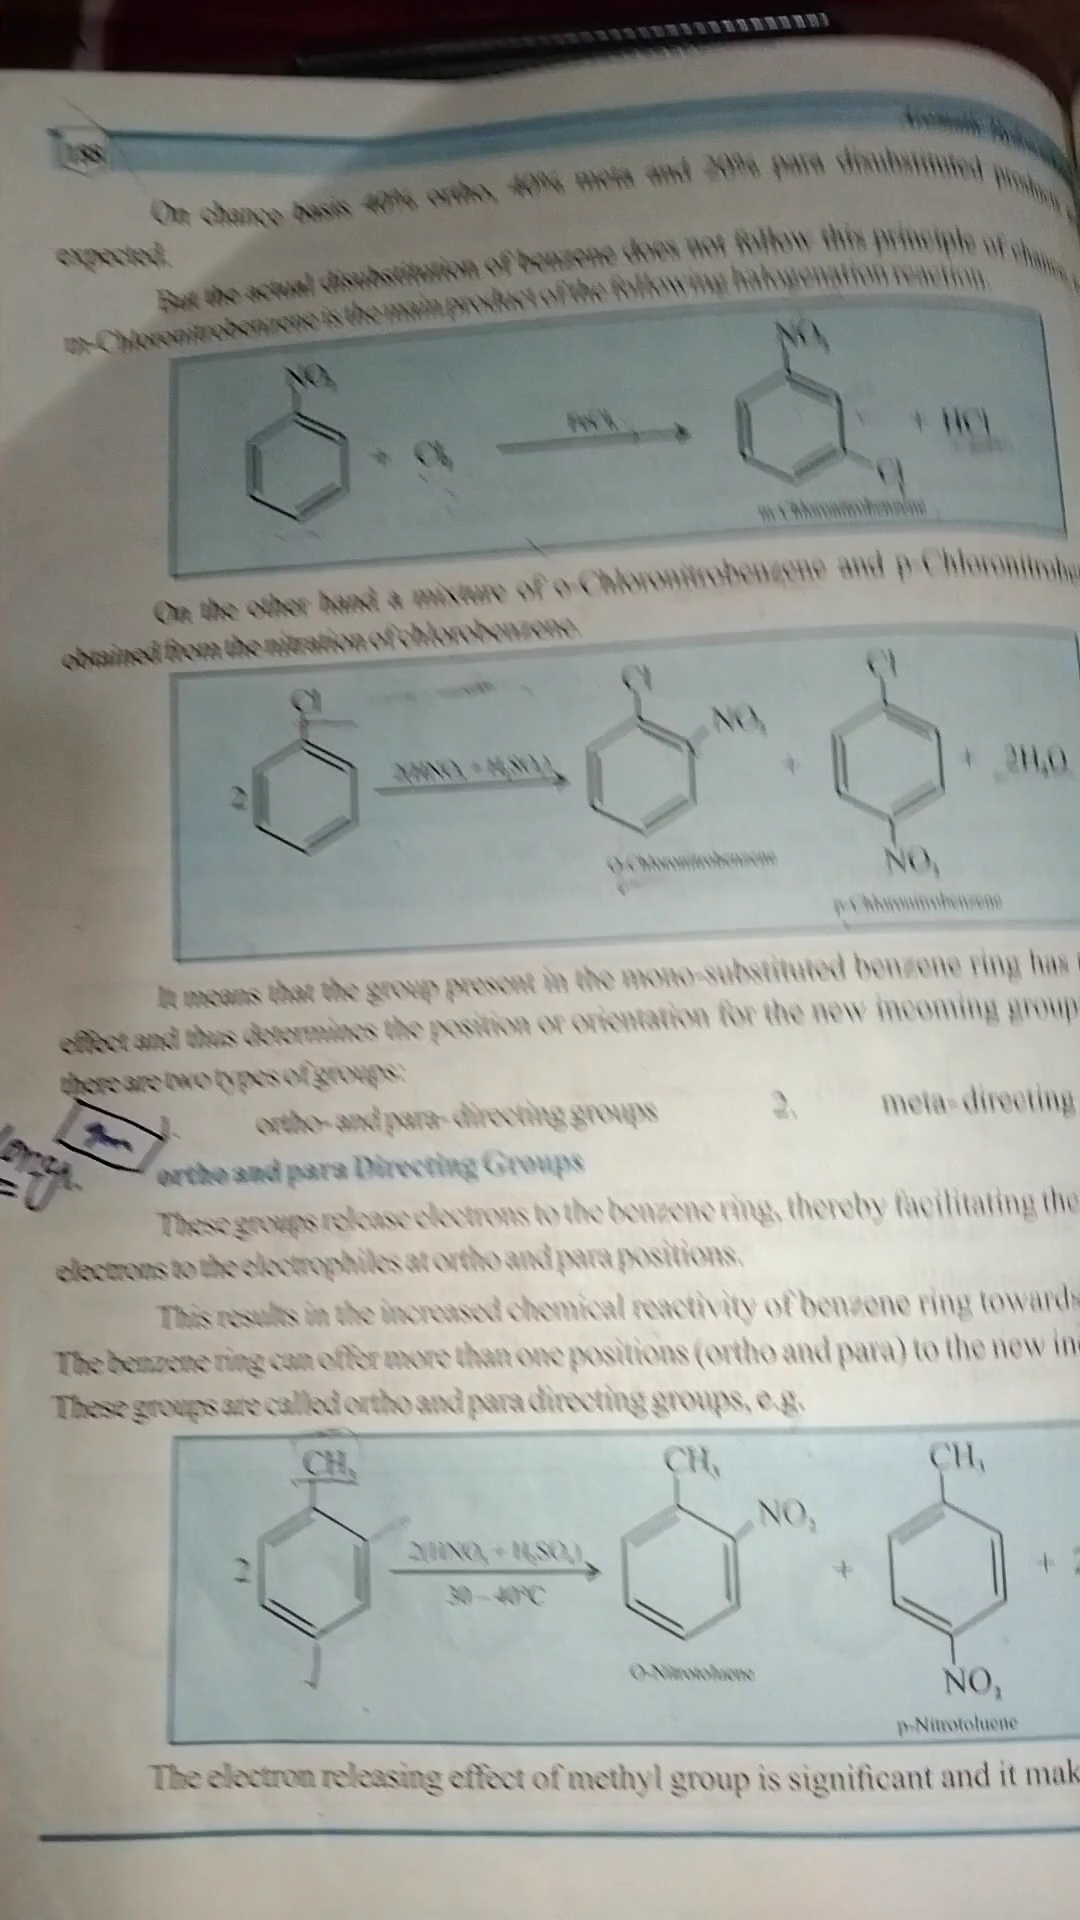 188
On chance basis 40% ortho, 40% meta and 20% para disubstituted products
expected.
But the actual disubstitution of benzene does not follow this principle of chance,
m-Chloronitrobenzene is the main product of the following halogenation reaction.
NO₂ + Cl₂ FeCl₃ NO₂ Cl + HCl
m-Chloronitrobenzene
On the other hand a mixture of o-Chloronitrobenzene and p-Chloronitrobe
obtained from the nitration of chlorobenzene.
2 Cl 2(HNO₃ + H₂SO₄) Cl NO₂ + Cl NO₂ + 2H₂O
O-Chloronitrobenzene
p-Chloronitrobenzene
It means that the group present in the mono-substituted benzene ring has
effect and thus determines the position or orientation for the new incoming group
there are two types of groups:
1. ortho- and para- directing groups 2. meta- directing
ortho and para Directing Groups
These groups release electrons to the benzene ring, thereby facilitating the
electrons to the electrophiles at ortho and para positions.
This results in the increased chemical reactivity of benzene ring towards
The benzene ring can offer more than one positions (ortho and para) to the new in
These groups are called ortho and para directing groups, e.g.
2 CH₃ 2(HNO₃ + H₂SO₄) 30 – 40°C CH₃ NO₂ + CH₃ NO₂ + 2
O-Nitrotoluene
p-Nitrotoluene
The electron releasing effect of methyl group is significant and it mak